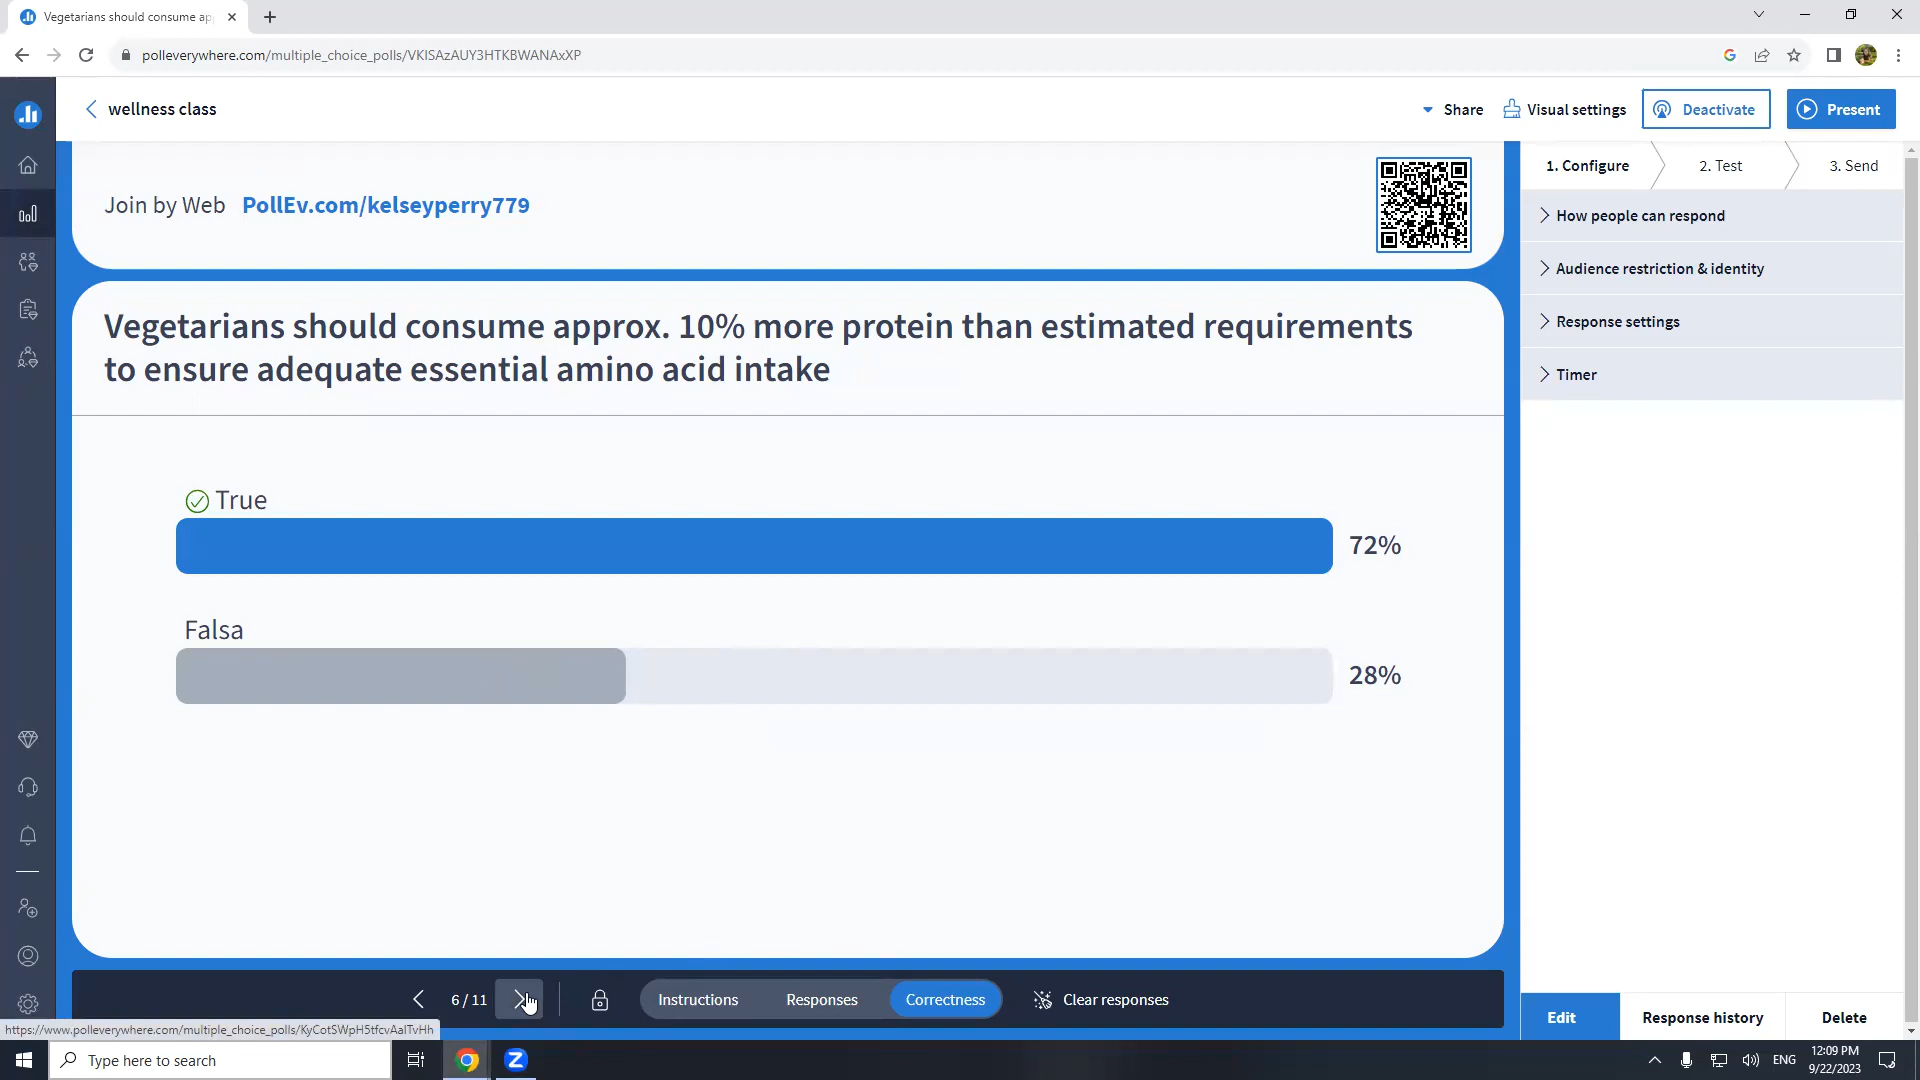 Vegetarians should consume ap
polleverywhere.com/multiple_choice_polls/VKISAzAUY3HTKBWANAxXP
wellness class
Share
Visual settings
Deactivate
Present
Join by Web PollEv.com/kelseyperry779
1. Configure
2. Test
3. Send
How people can respond
Audience restriction & identity
Response settings
Timer
Vegetarians should consume approx. 10% more protein than estimated requirements
to ensure adequate essential amino acid intake
True
72%
Falsa
28%
6 / 11
Instructions
Responses
Correctness
Clear responses
Edit
Response history
Delete
https://www.polleverywhere.com/multiple_choice_polls/KyCotSWpH5tfcvAalTvHh
Type here to search
ENG
12:09 PM
9/22/2023